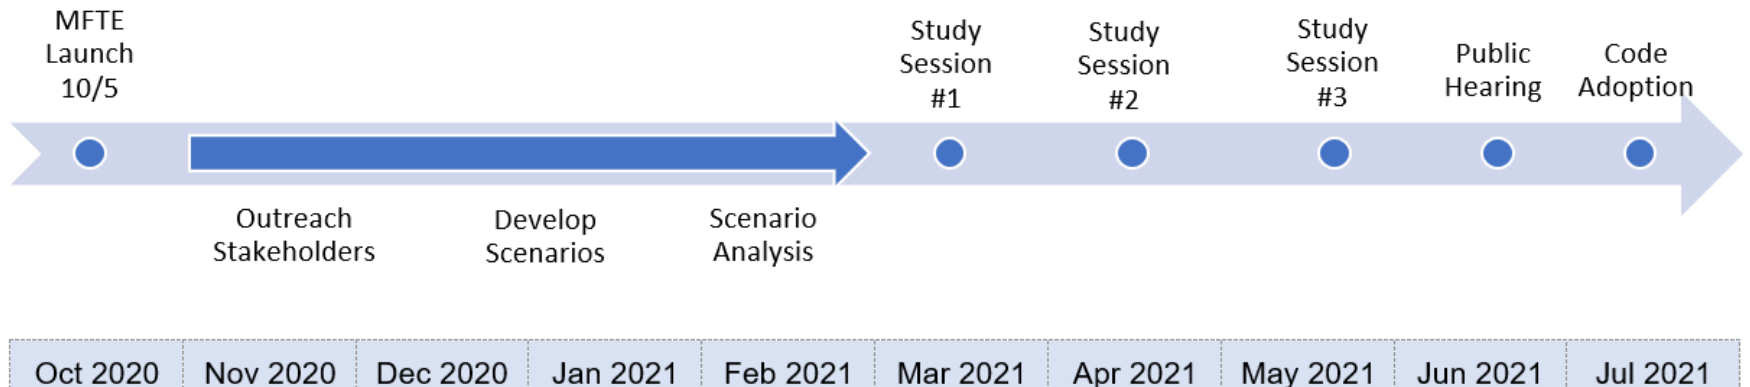 MFTE
Launch
10/5
Study
Session
#1
Study
Session
#2
Study
Session
#3
Public
Hearing
Code
Adoption
Outreach
Stakeholders
Develop
Scenarios
Scenario
Analysis
Oct 2020
Nov 2020
Dec 2020
Jan 2021
Feb 2021
Mar 2021
Apr 2021
May 2021
Jun 2021
Jul 2021